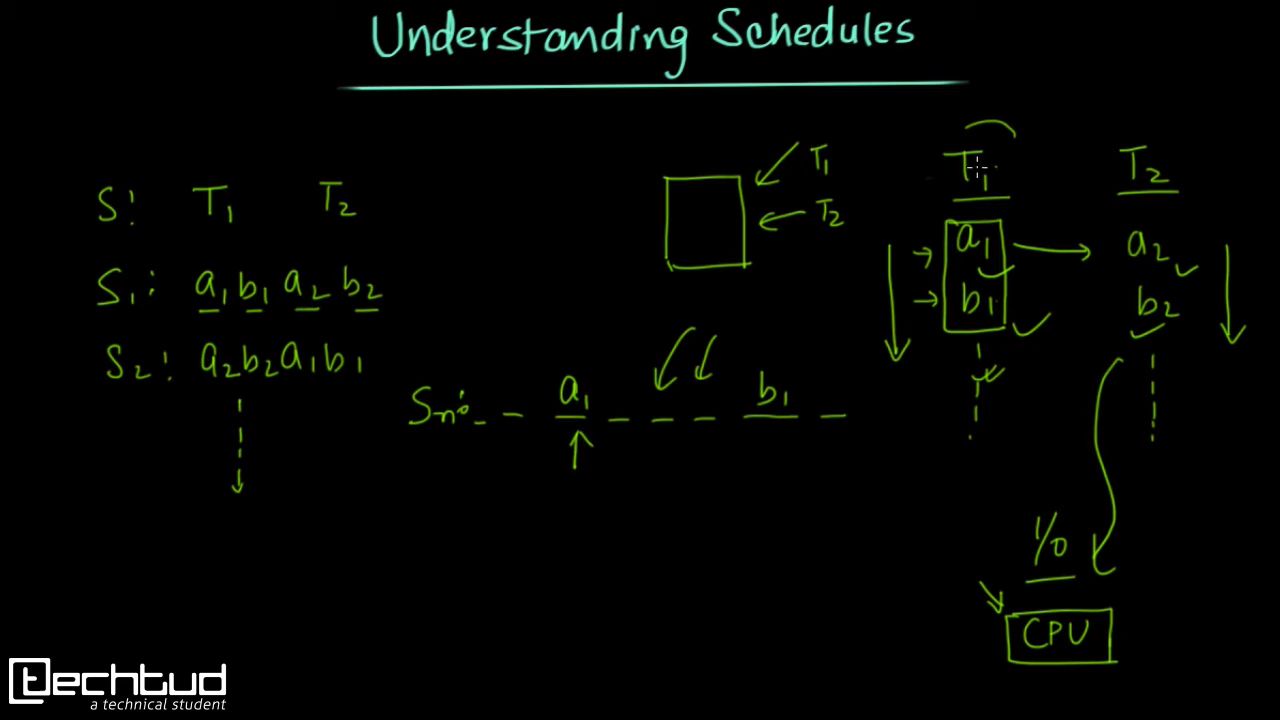 Understanding Schedules
S: T1 T2
S1: a1 b1 a2 b2
S2: a2 b2 a1 b1
T1
T2
Sn: - - a1 - - - b1 -
T1 T2
a1 a2
b1 b2
I/O
CPU
techtud
a technical student